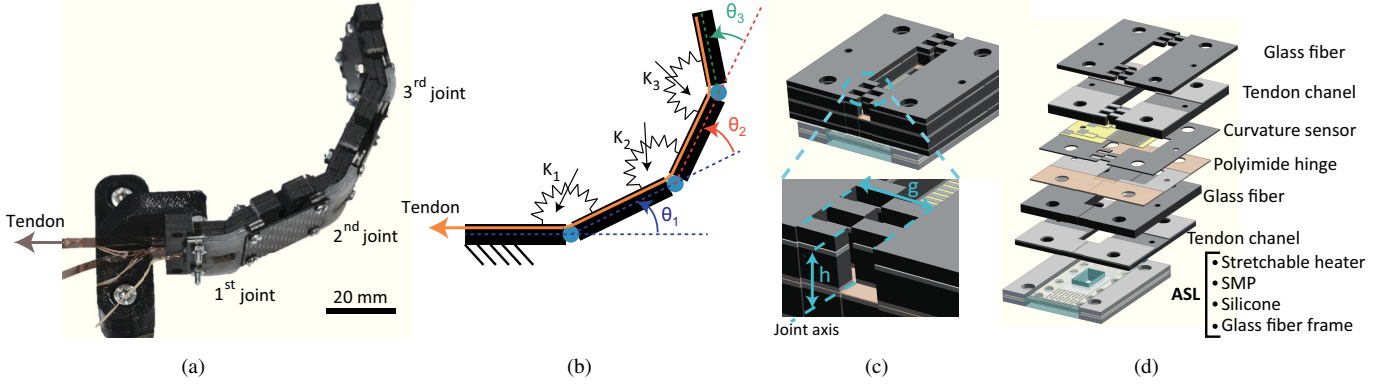 Tendon
1st joint
2nd joint
3rd joint
20 mm
(a)
Tendon
K1
K2
K3
θ1
θ2
θ3
(b)
g
h
Joint axis
(c)
Glass fiber
Tendon chanel
Curvature sensor
Polyimide hinge
Glass fiber
Tendon chanel
ASL
• Stretchable heater
• SMP
• Silicone
• Glass fiber frame
(d)